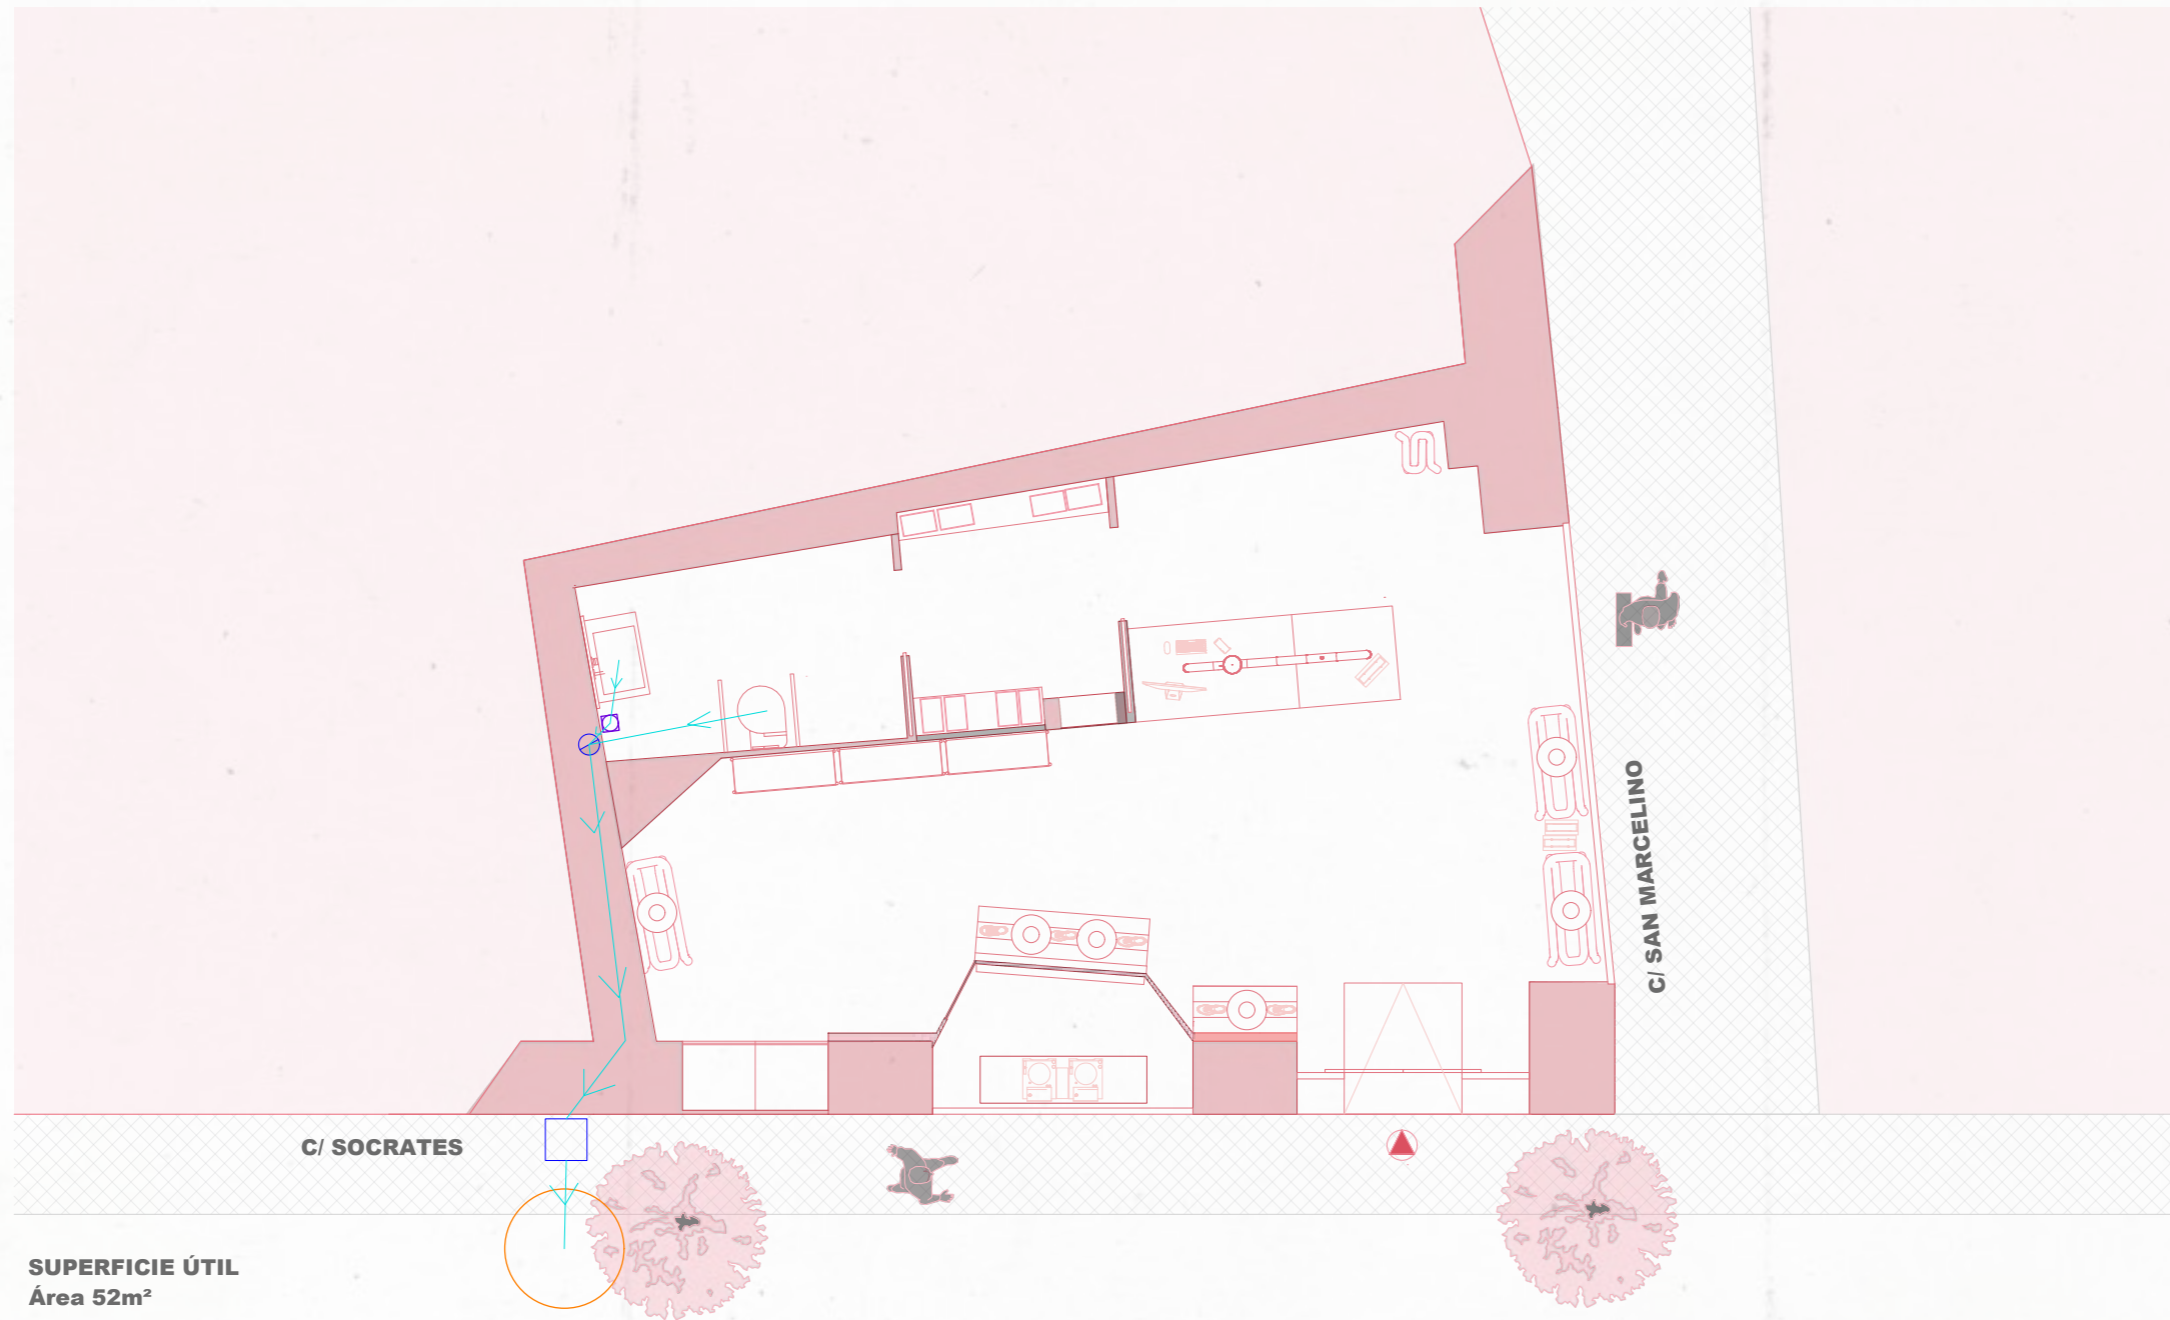 C/ SAN MARCELINO
C/ SOCRATES
SUPERFICIE ÚTIL
Área 52m²